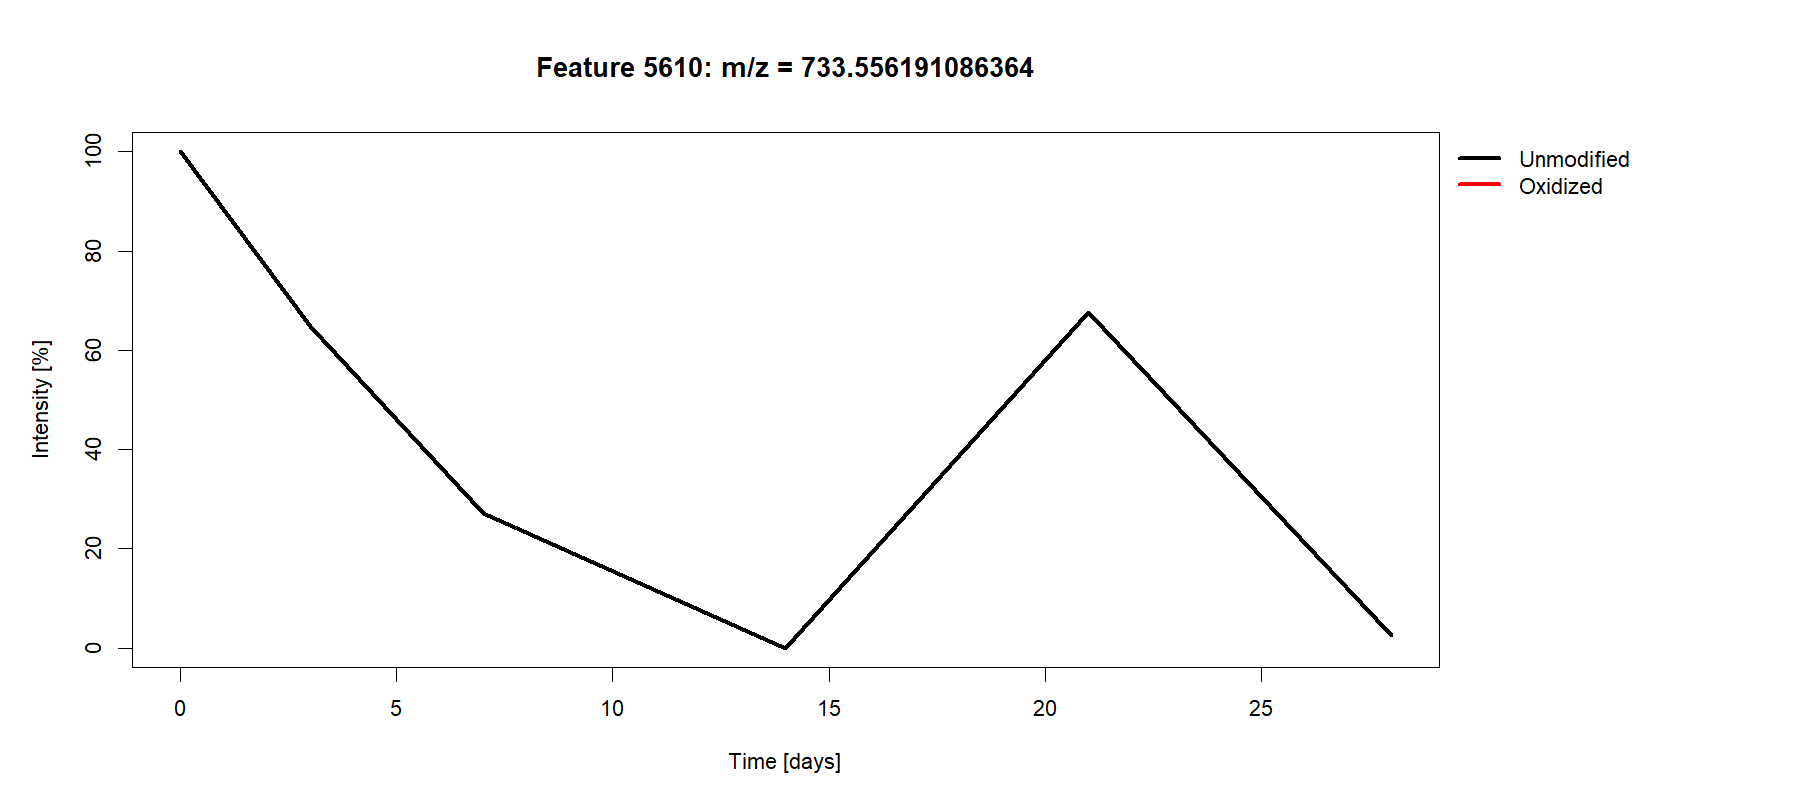 Feature 5610: m/z = 733.556191086364
Unmodified
Oxidized
Intensity [%]
100
80
60
40
20
0
0 5 10 15 20 25
Time [days]